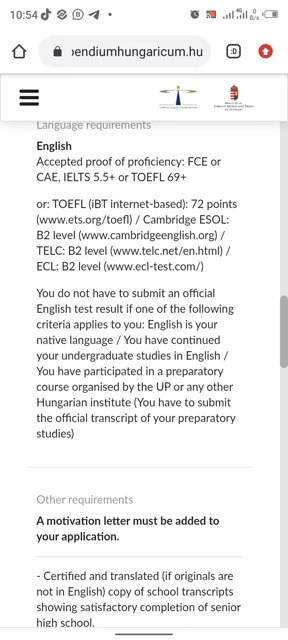 10:54
pendiumhungaricum.hu
:D
Language requirements
English
Accepted proof of proficiency: FCE or
CAE, IELTS 5.5+ or TOEFL 69+
or: TOEFL (iBT internet-based): 72 points
(www.ets.org/toefl) / Cambridge ESOL:
B2 level (www.cambridgeenglish.org) /
TELC: B2 level (www.telc.net/en.html) /
ECL: B2 level (www.ecl-test.com/)
You do not have to submit an official
English test result if one of the following
criteria applies to you: English is your
native language / You have continued
your undergraduate studies in English /
You have participated in a preparatory
course organised by the UP or any other
Hungarian institute (You have to submit
the official transcript of your preparatory
studies)
Other requirements
A motivation letter must be added to
your application.
- Certified and translated (if originals are
not in English) copy of school transcripts
showing satisfactory completion of senior
high school.